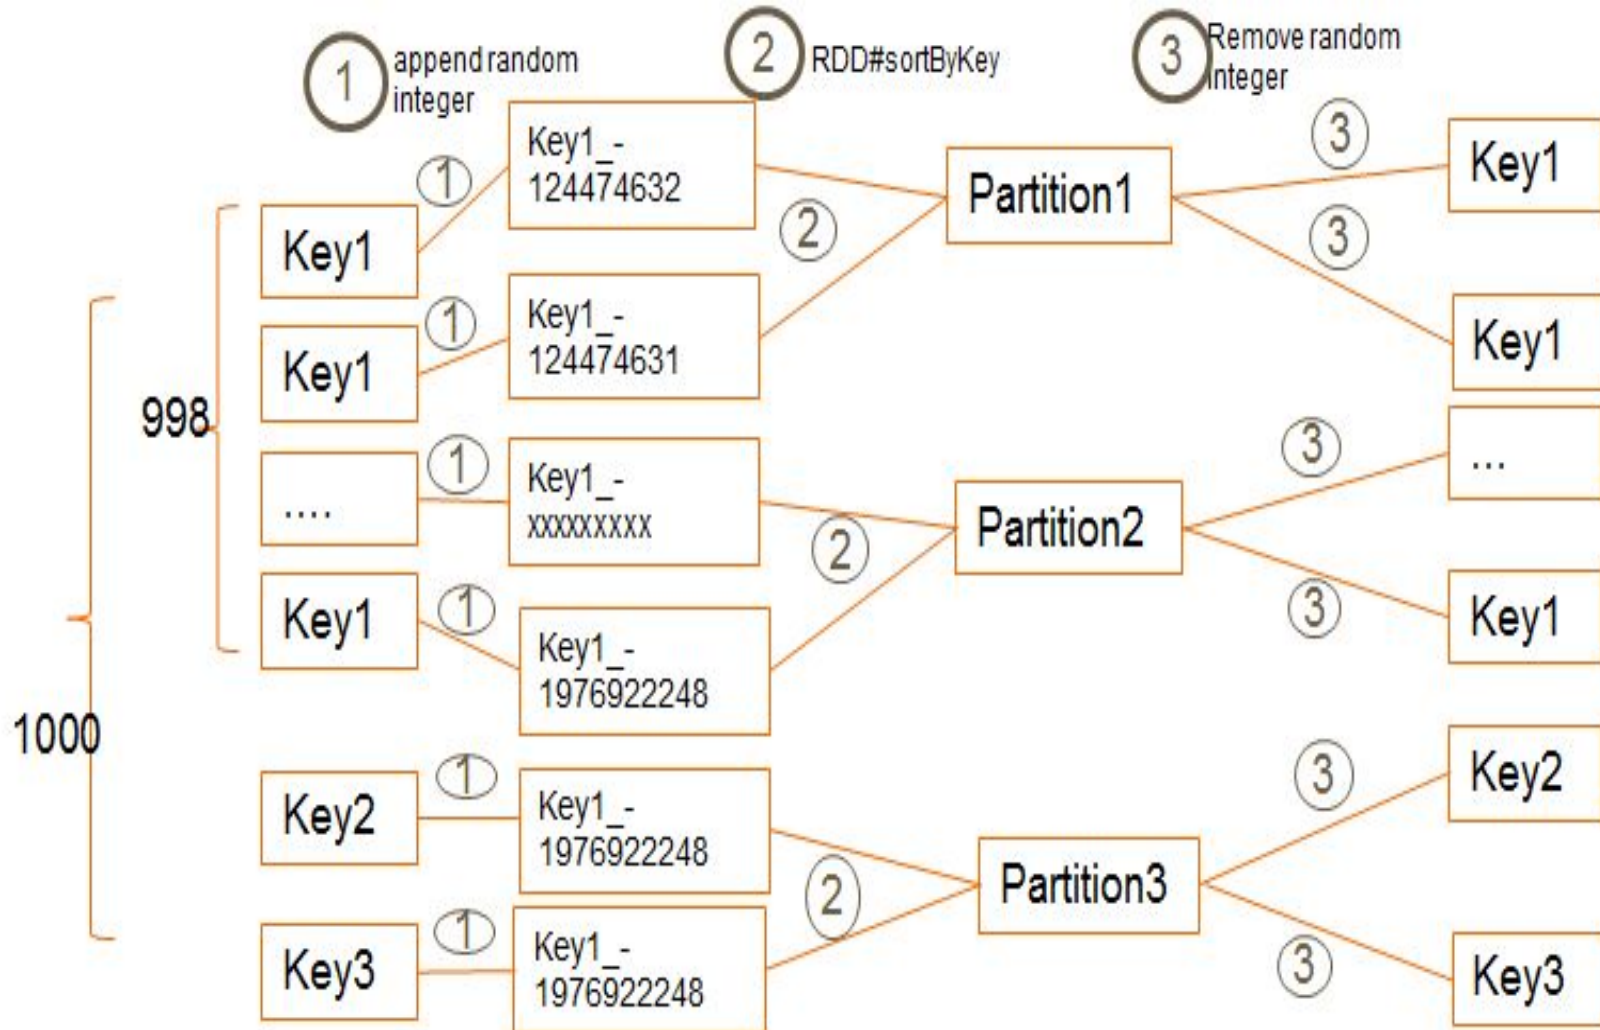 1
append random
integer
2
RDD#sortByKey
3
Remove random
integer
Key1
1
Key1_-
124474632
2
Partition1
3
Key1
Key1
1
Key1_-
124474631
3
Key1
998
....
1
Key1_-
xxxxxxxxx
2
Partition2
3
...
Key1
1
Key1_-
1976922248
3
Key1
1000
Key2
1
Key1_-
1976922248
2
Partition3
3
Key2
Key3
1
Key1_-
1976922248
3
Key3